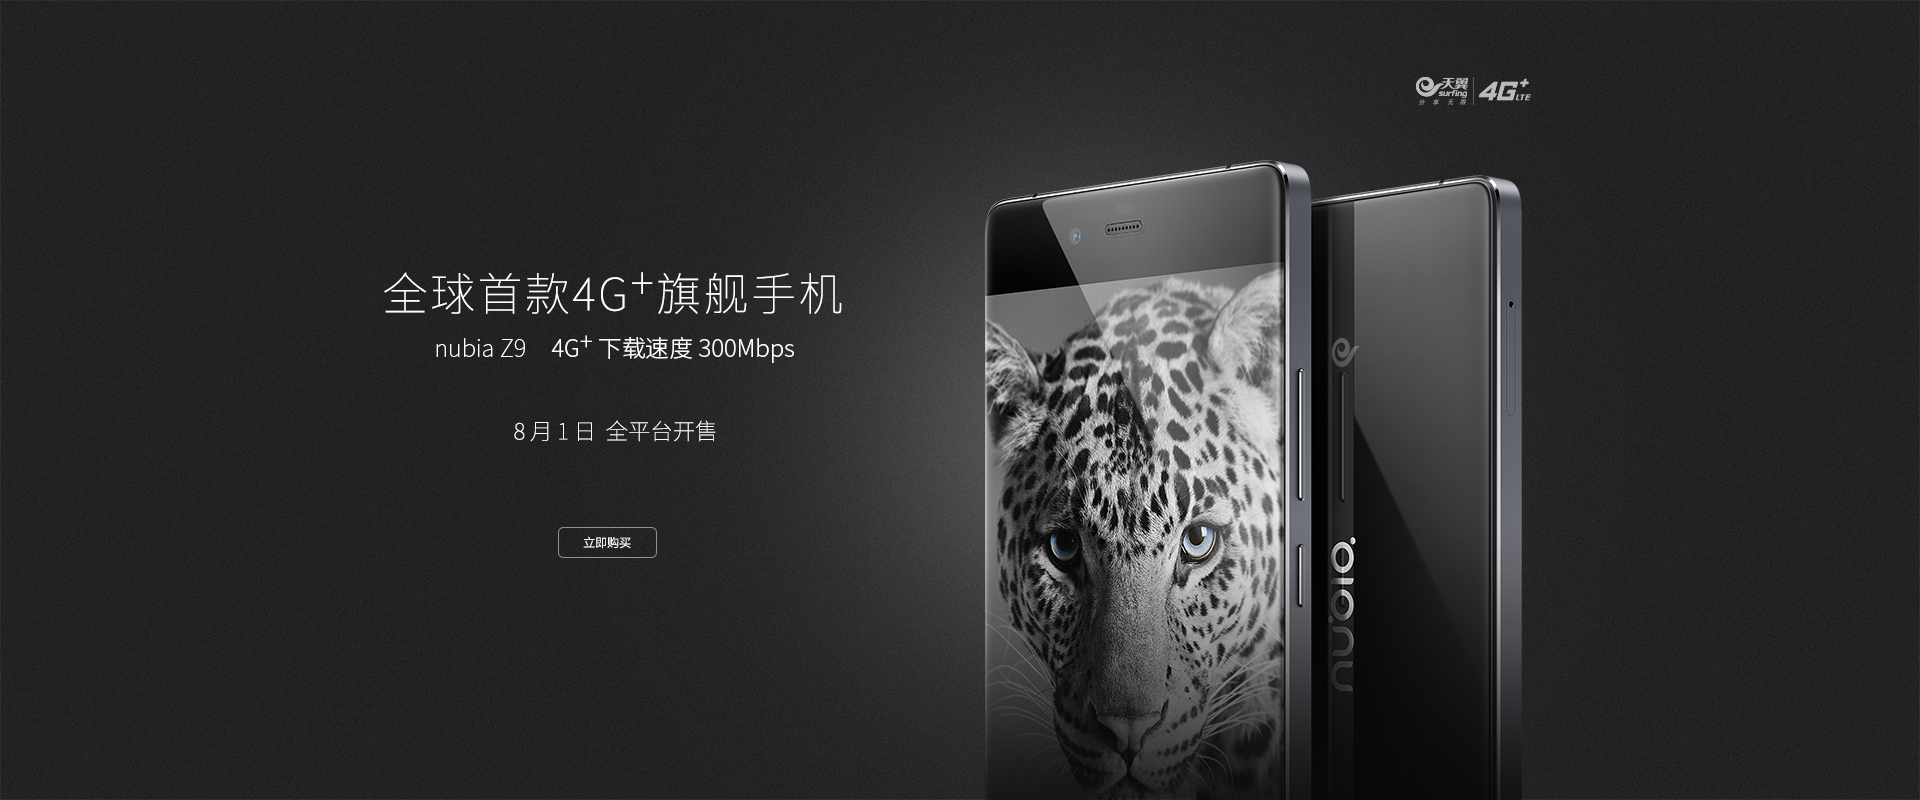 天翼
surfing
分享无限
4G+ LTE
全球首款4G+旗舰手机
nubia Z9 4G+ 下载速度 300Mbps
8月1日 全平台开售
立即购买
nubia